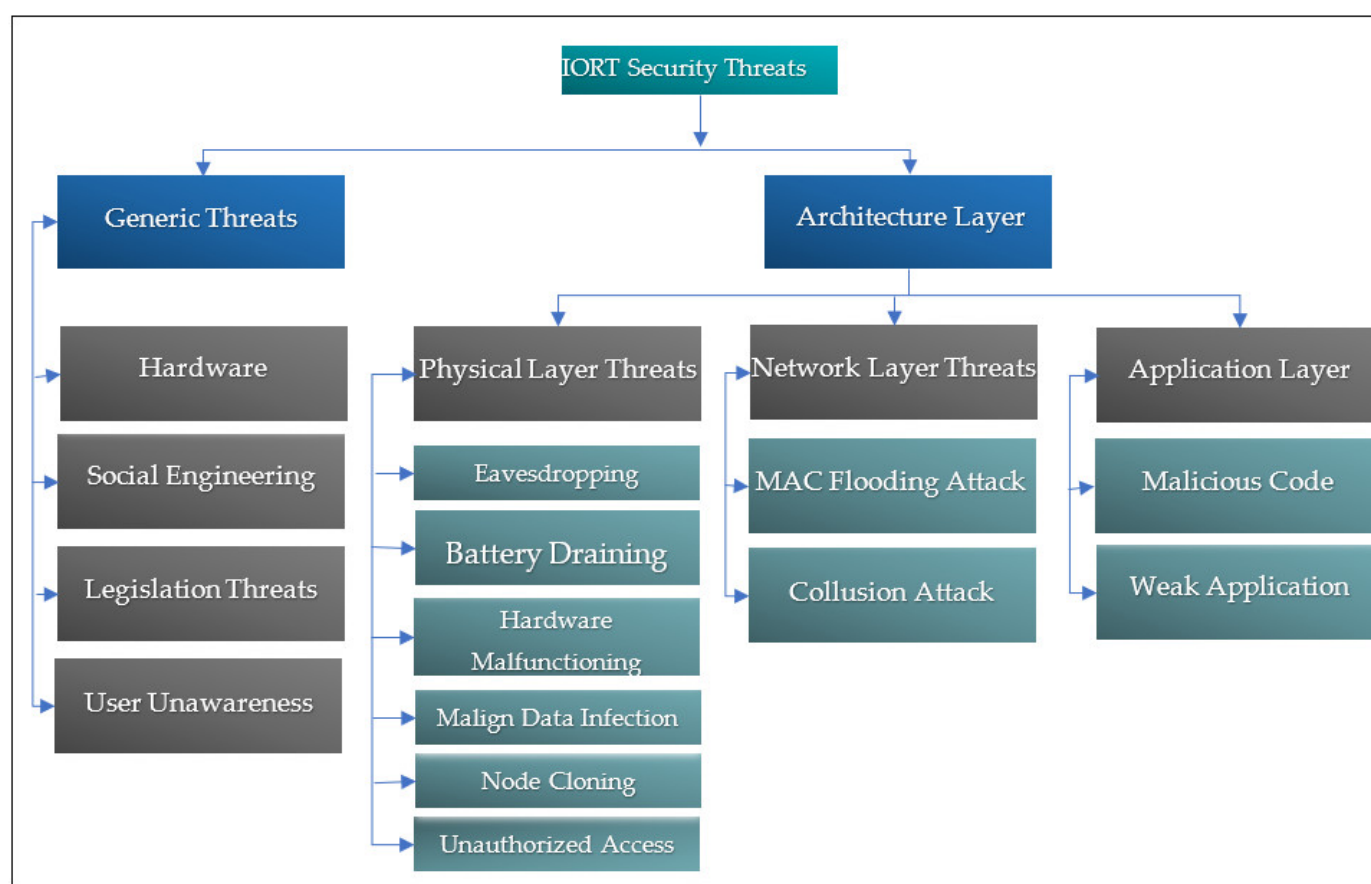 IORT Security Threats
Generic Threats
Architecture Layer
Hardware
Social Engineering
Legislation Threats
User Unawareness
Physical Layer Threats
Eavesdropping
Battery Draining
Hardware
Malfunctioning
Malign Data Infection
Node Cloning
Unauthorized Access
Network Layer Threats
MAC Flooding Attack
Collusion Attack
Application Layer
Malicious Code
Weak Application